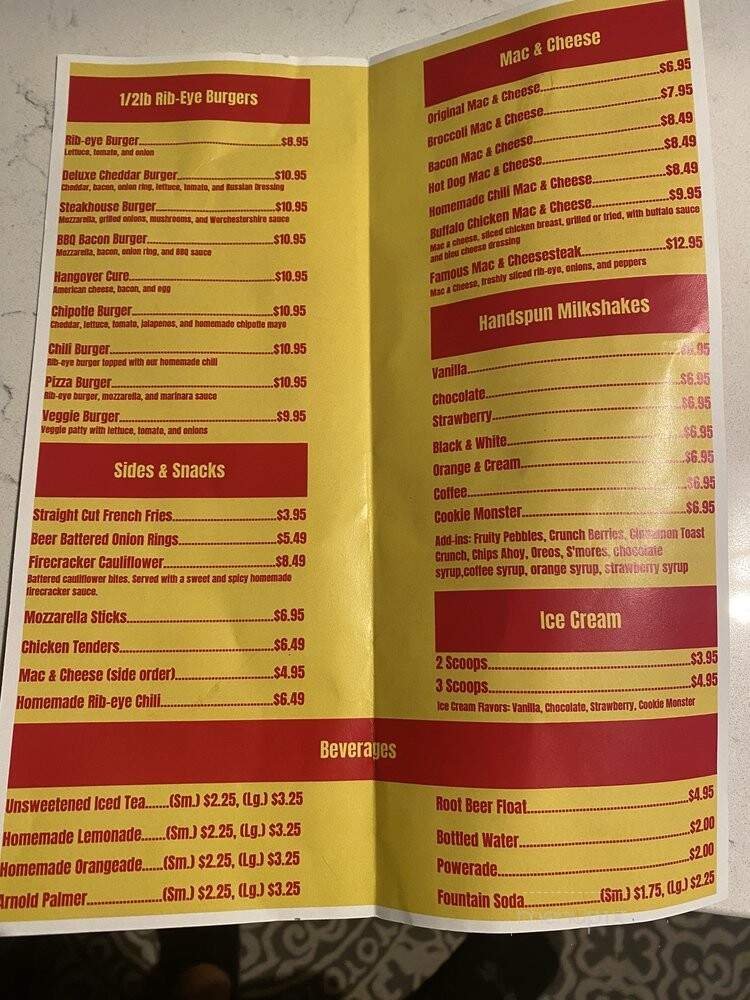 1/2lb Rib-Eye Burgers
Rib-eye Burger.....$8.95
Lettuce, tomato, and onion
Deluxe Cheddar Burger.....$10.95
Cheddar, bacon, onion ring, lettuce, tomato, and Russian Dressing
Steakhouse Burger.....$10.95
Mozzarella, grilled onions, mushrooms, and Worchestershire sauce
BBQ Bacon Burger.....$10.95
Mozzarella, bacon, onion ring, and BBQ sauce
Hangover Cure.....$10.95
American cheese, bacon, and egg
Chipotle Burger.....$10.95
Cheddar, lettuce, tomato, jalapenos, and homemade chipotle mayo
Chili Burger.....$10.95
Rib-eye burger topped with our homemade chili
Pizza Burger.....$10.95
Rib-eye burger, mozzarella, and marinara sauce
Veggie Burger.....$9.95
Veggie patty with lettuce, tomato, and onions
Sides & Snacks
Straight Cut French Fries.....$3.95
Beer Battered Onion Rings.....$5.49
Firecracker Cauliflower.....$8.49
Battered cauliflower bites. Served with a sweet and spicy homemade
firecracker sauce.
Mozzarella Sticks.....$6.95
Chicken Tenders.....$6.49
Mac & Cheese (side order).....$4.95
Homemade Rib-eye Chili.....$6.49
Mac & Cheese
Original Mac & Cheese.....$6.95
Broccoli Mac & Cheese.....$7.95
Bacon Mac & Cheese.....$8.49
Hot Dog Mac & Cheese.....$8.49
Homemade Chili Mac & Cheese.....$8.49
Buffalo Chicken Mac & Cheese.....$9.95
Mac & cheese, sliced chicken breast, grilled or fried, with buffalo sauce
and bleu cheese dressing
Famous Mac & Cheesesteak.....$12.95
Mac & Cheese, freshly sliced rib-eye, onions, and peppers
Handspun Milkshakes
Vanilla.....$6.95
Chocolate.....$6.95
Strawberry.....$6.95
Black & White.....$6.95
Orange & Cream.....$6.95
Coffee.....$6.95
Cookie Monster.....$6.95
Add-ins: Fruity Pebbles, Crunch Berries, Cinnamon Toast
Crunch, Chips Ahoy, Oreos, S'mores, chocolate
syrup,coffee syrup, orange syrup, strawberry syrup
Ice Cream
2 Scoops.....$3.95
3 Scoops.....$4.95
Ice Cream Flavors: Vanilla, Chocolate, Strawberry, Cookie Monster
Beverages
Unsweetened Iced Tea.....(Sm.) $2.25, (Lg.) $3.25
Homemade Lemonade.....(Sm.) $2.25, (Lg.) $3.25
Homemade Orangeade.....(Sm.) $2.25, (Lg.) $3.25
Arnold Palmer.....(Sm.) $2.25, (Lg.) $3.25
Root Beer Float.....$4.95
Bottled Water.....$2.00
Powerade.....$2.00
Fountain Soda.....(Sm.) $1.75, (Lg.) $2.25